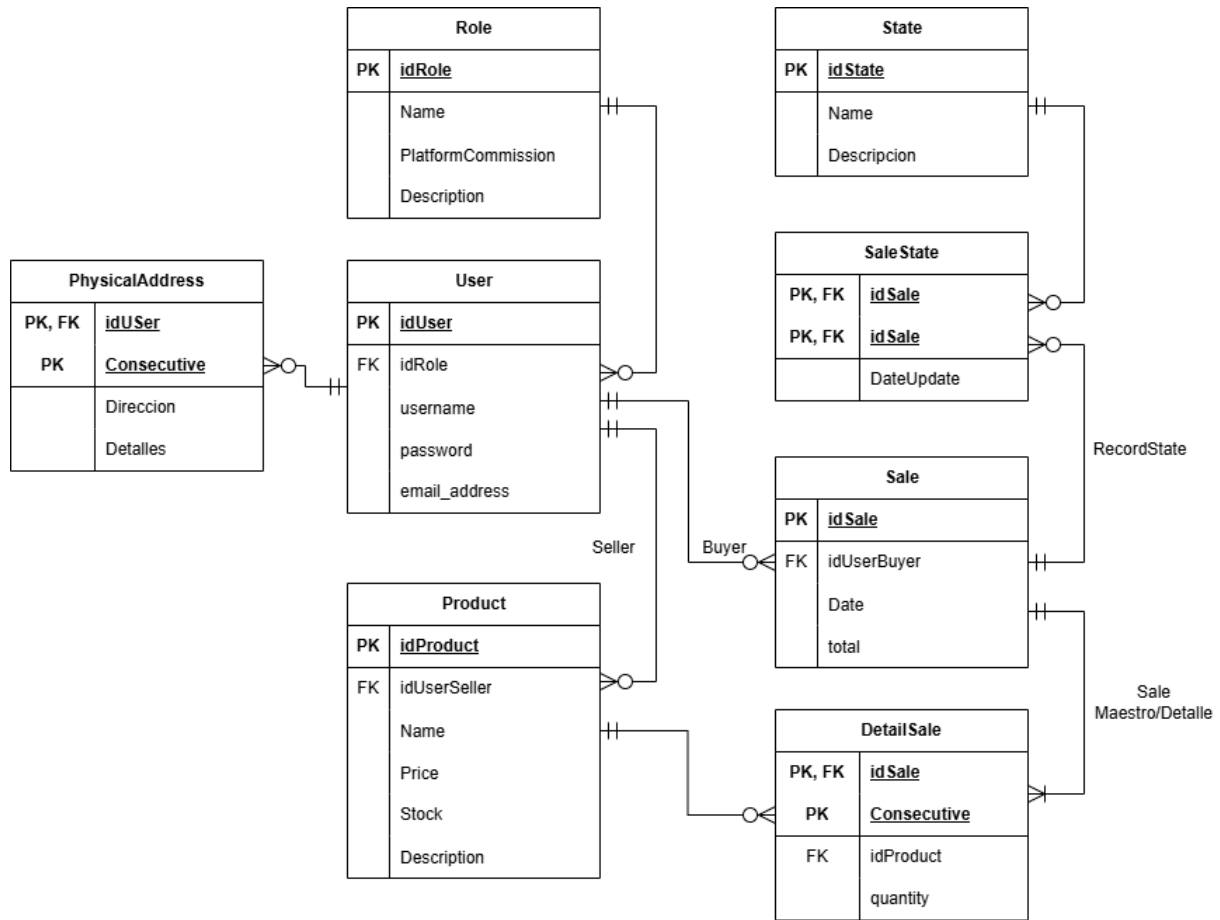 Role
PK idRole
Name
PlatformCommission
Description
State
PK idState
Name
Descripcion
PhysicalAddress
PK, FK idUSer
PK Consecutive
Direccion
Detalles
User
PK idUser
FK idRole
username
password
email_address
SaleState
PK, FK idSale
PK, FK idSale
DateUpdate
RecordState
Seller
Buyer
Sale
PK idSale
FK idUserBuyer
Date
total
Product
PK idProduct
FK idUserSeller
Name
Price
Stock
Description
Sale
Maestro/Detalle
DetailSale
PK, FK idSale
PK Consecutive
FK idProduct
quantity